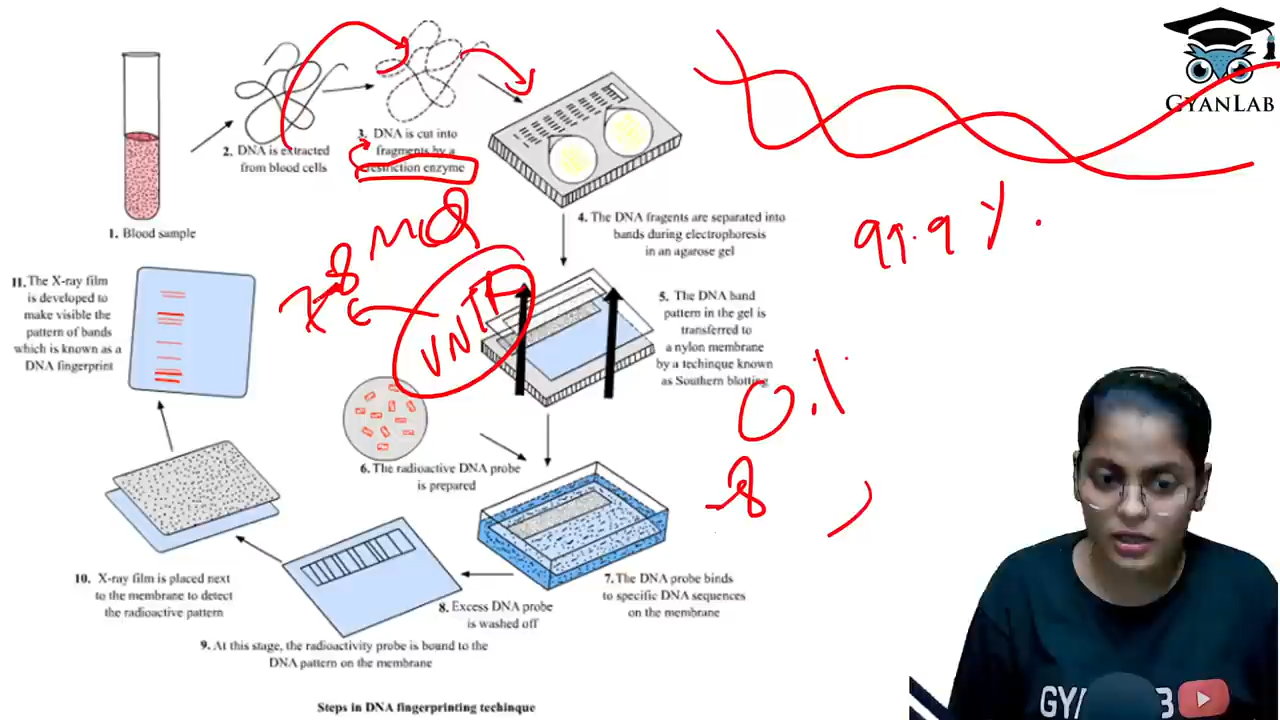 GYANLAB
1. Blood sample
2. DNA is extracted
from blood cells
3. DNA is cut into
fragments by a
restriction enzyme
4. The DNA fragents are separated into
bands during electrophoresis
in an agarose gel
99.9 %
5. The DNA band
pattern in the gel is
transferred to
a nylon membrane
by a techinque known
as Southern blotting
VNTR
11. The X-ray film
is developed to
make visible the
pattern of bands
which is known as a
DNA fingerprint
0.1
6. The radioactive DNA probe
is prepared
7. The DNA probe binds
to specific DNA sequences
on the membrane
8. Excess DNA probe
is washed off
10. X-ray film is placed next
to the membrane to detect
the radioactive pattern
9. At this stage, the radioactivity probe is bound to the
DNA pattern on the membrane
Steps in DNA fingerprinting techinque